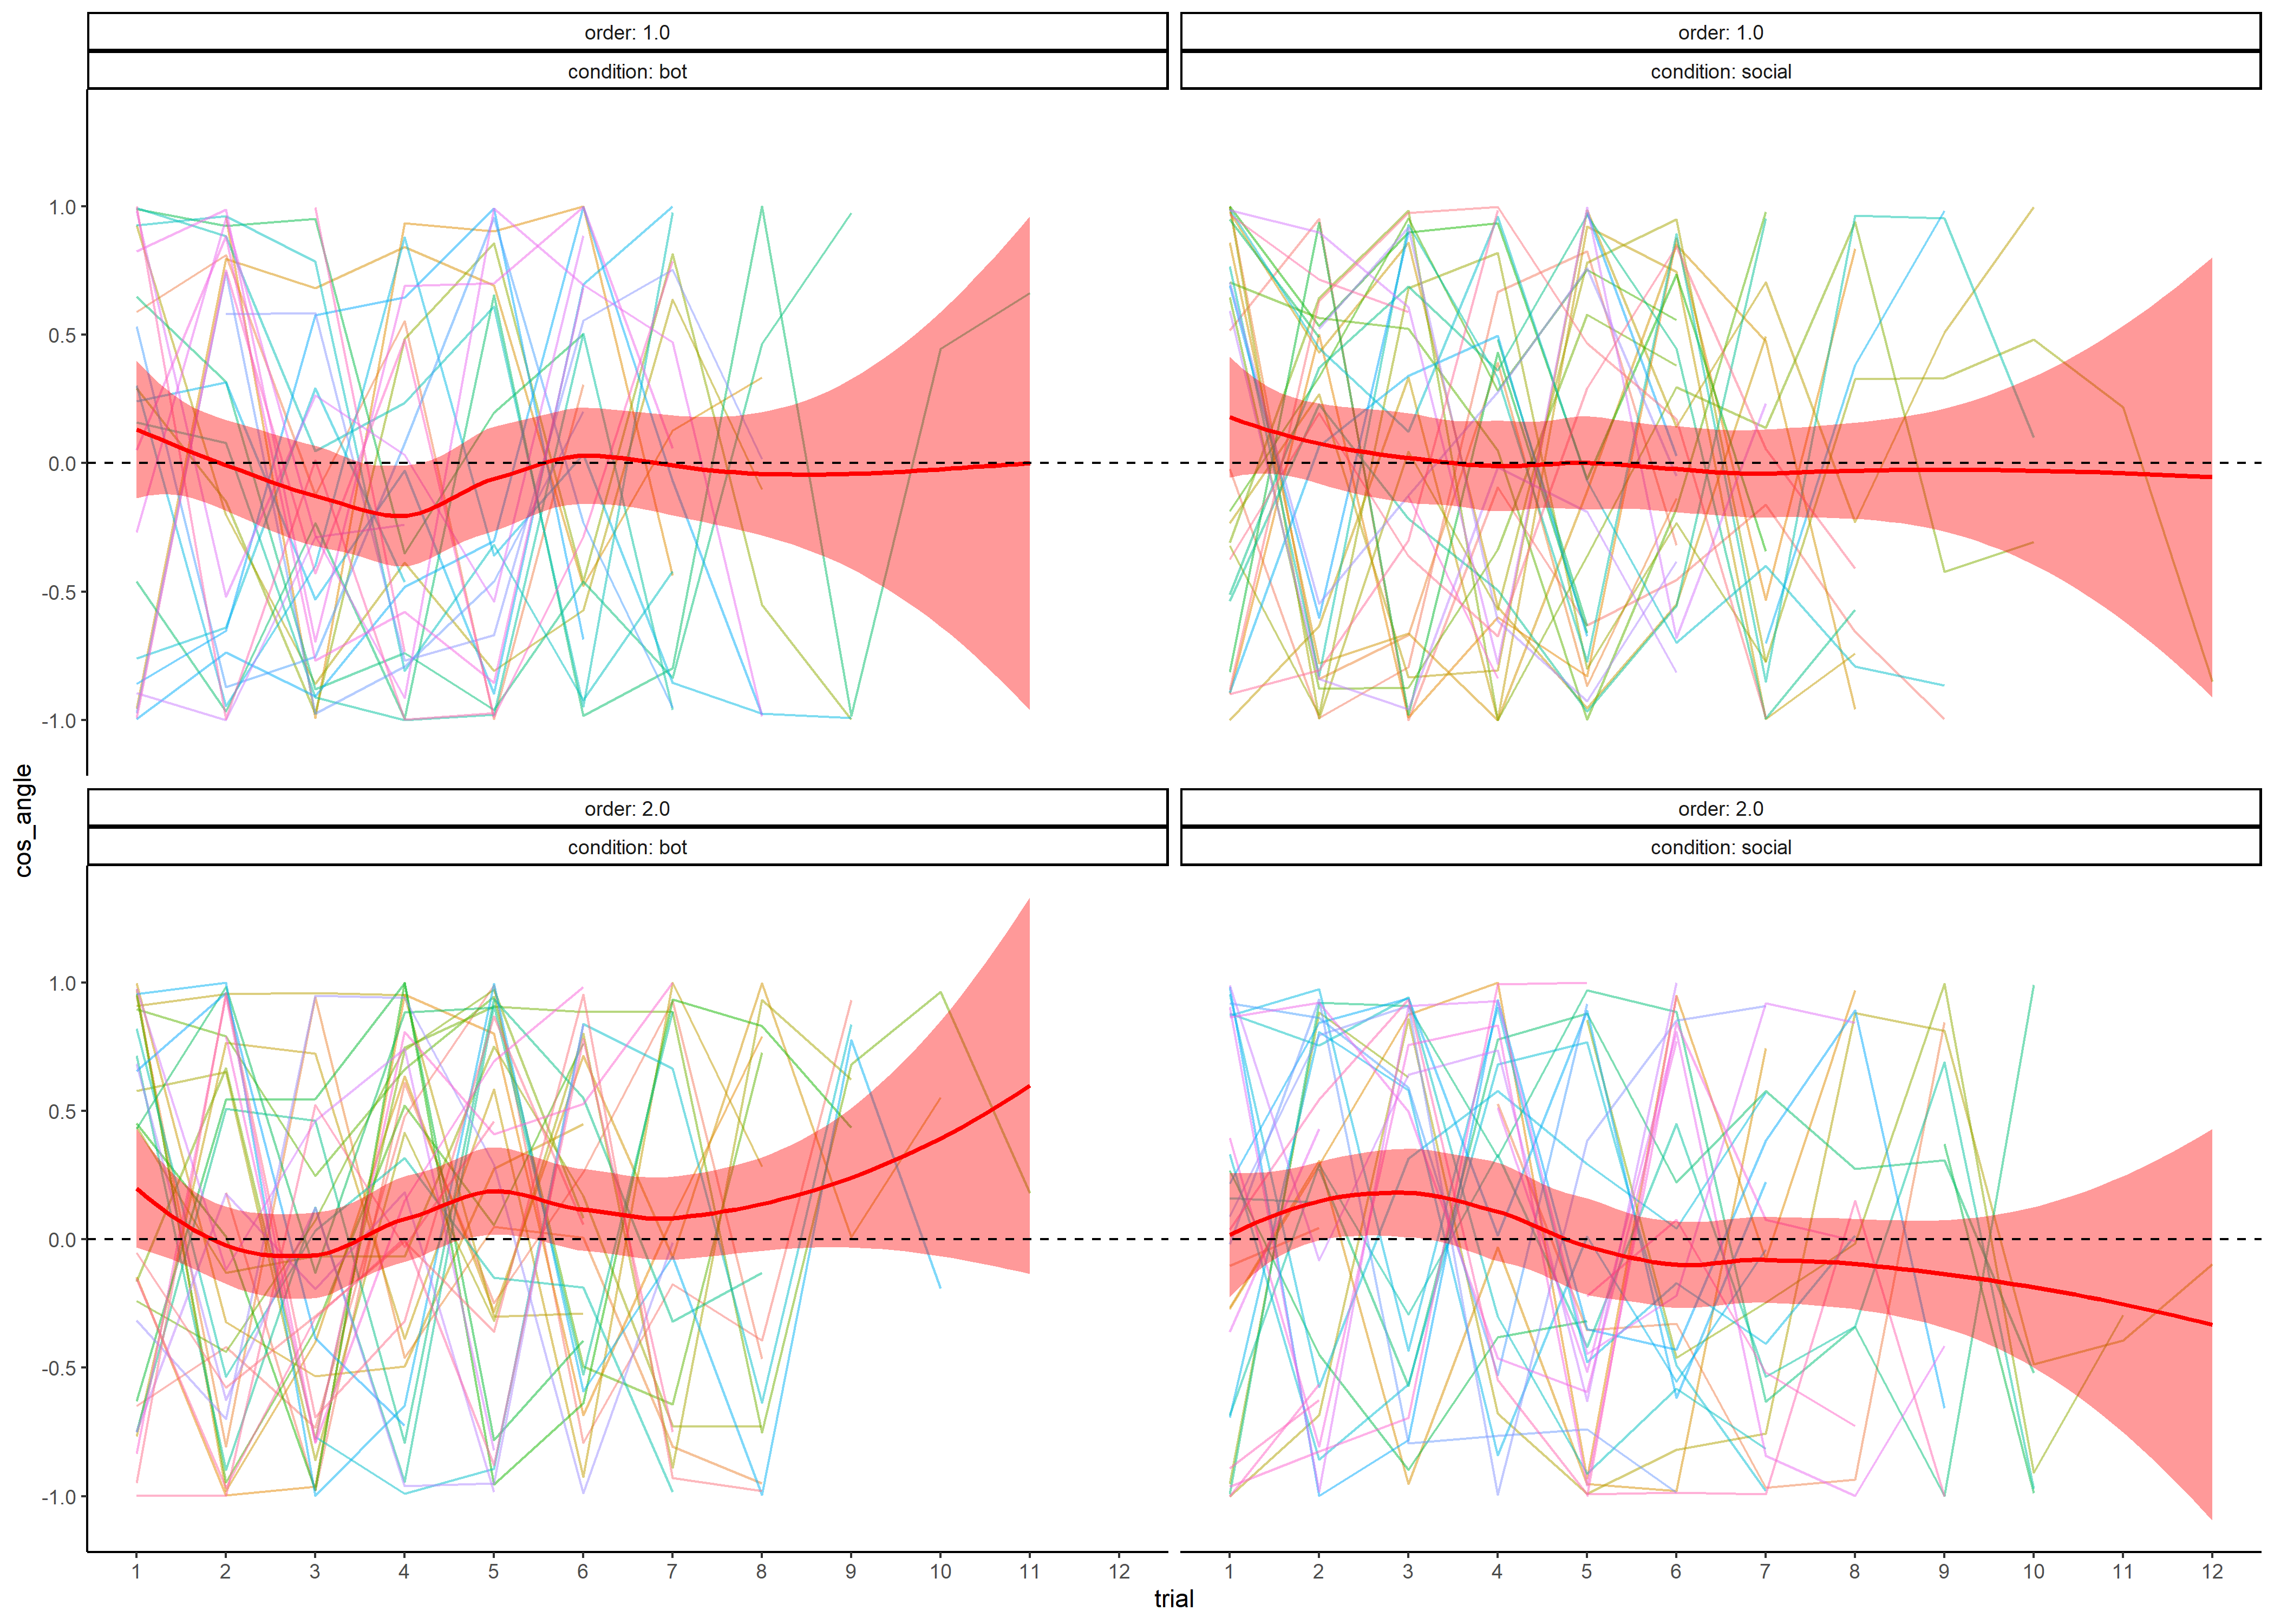 order: 1.0
order: 1.0
condition: bot
condition: social
1.0
0.5
0.0
-0.5
-1.0
cos_angle
order: 2.0
order: 2.0
condition: bot
condition: social
1.0
0.5
0.0
-0.5
-1.0
1 2 3 4 5 6 7 8 9 10 11 12
1 2 3 4 5 6 7 8 9 10 11 12
trial